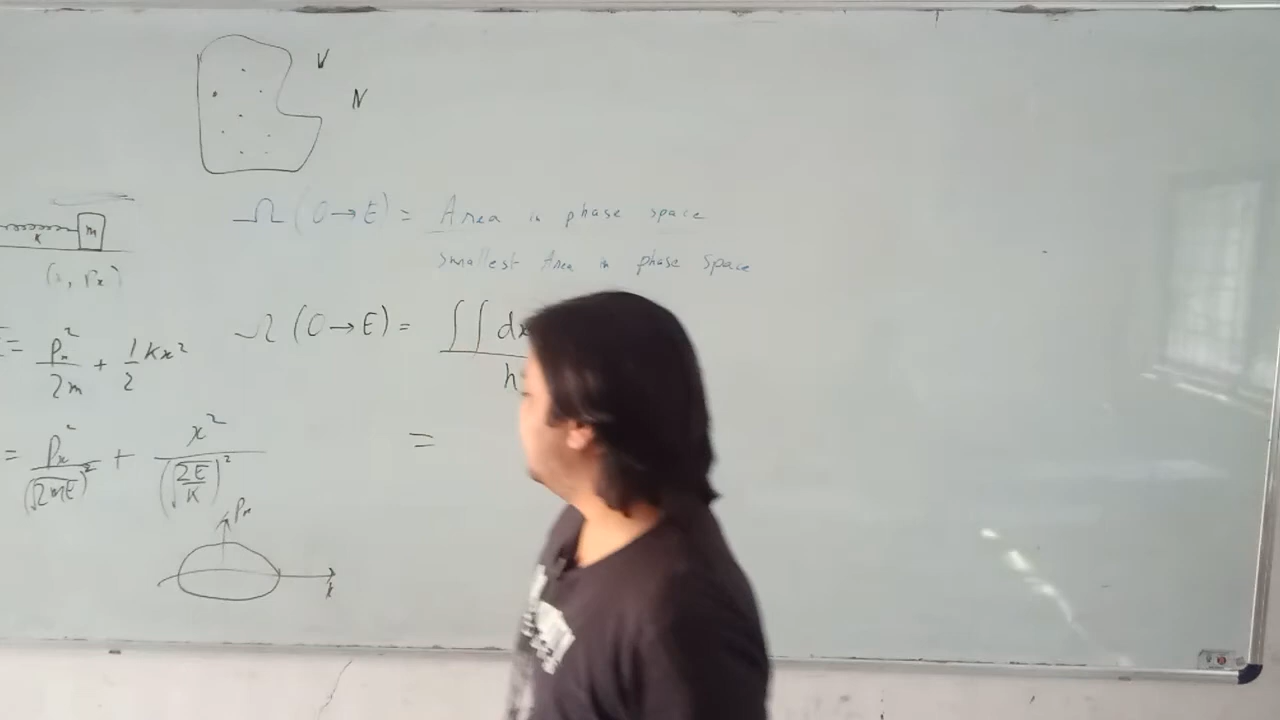 V
N
Ω (0→E) = Area in phase space
smallest Area in phase space
K
m
(x, Px)
Ω (0→E) = ∫∫ dx
h
E = Px²/2m + 1/2 Kx²
= Px²/(√2mE)² + x²/(√2E/K)²
=
Px
x